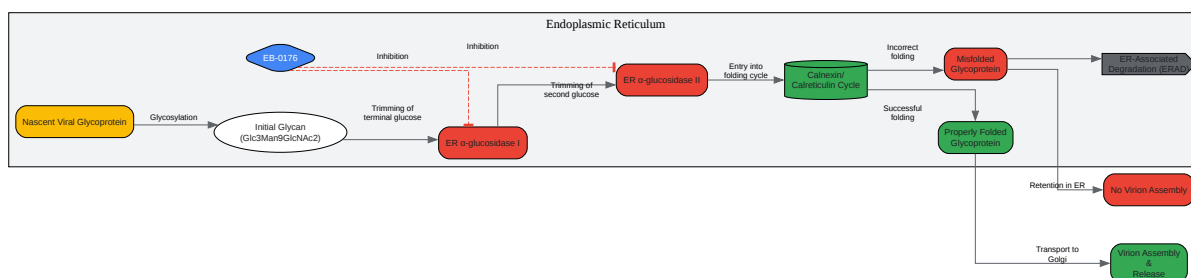 Endoplasmic Reticulum
EB-0176
Inhibition
Inhibition
Nascent Viral Glycoprotein
Glycosylation
Initial Glycan
(Glc3Man9GlcNAc2)
Trimming of
terminal glucose
ER α-glucosidase I
Trimming of
second glucose
ER α-glucosidase II
Entry into
folding cycle
Calnexin/
Calreticulin Cycle
Incorrect
folding
Misfolded
Glycoprotein
ER-Associated
Degradation (ERAD)
Successful
folding
Properly Folded
Glycoprotein
Retention in ER
No Virion Assembly
Transport to
Golgi
Virion Assembly
&
Release